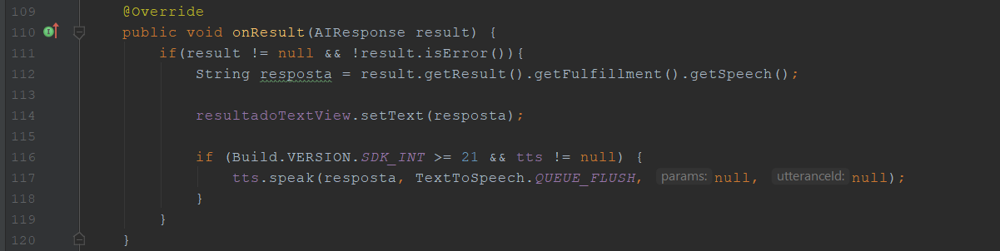 109 @Override
110 public void onResult(AIResponse result) {
111 if(result != null && !result.isError()){
112 String resposta = result.getResult().getFulfillment().getSpeech();
113
114 resultadoTextView.setText(resposta);
115
116 if (Build.VERSION.SDK_INT >= 21 && tts != null) {
117 tts.speak(resposta, TextToSpeech.QUEUE_FLUSH, params: null, utteranceId: null);
118 }
119 }
120 }